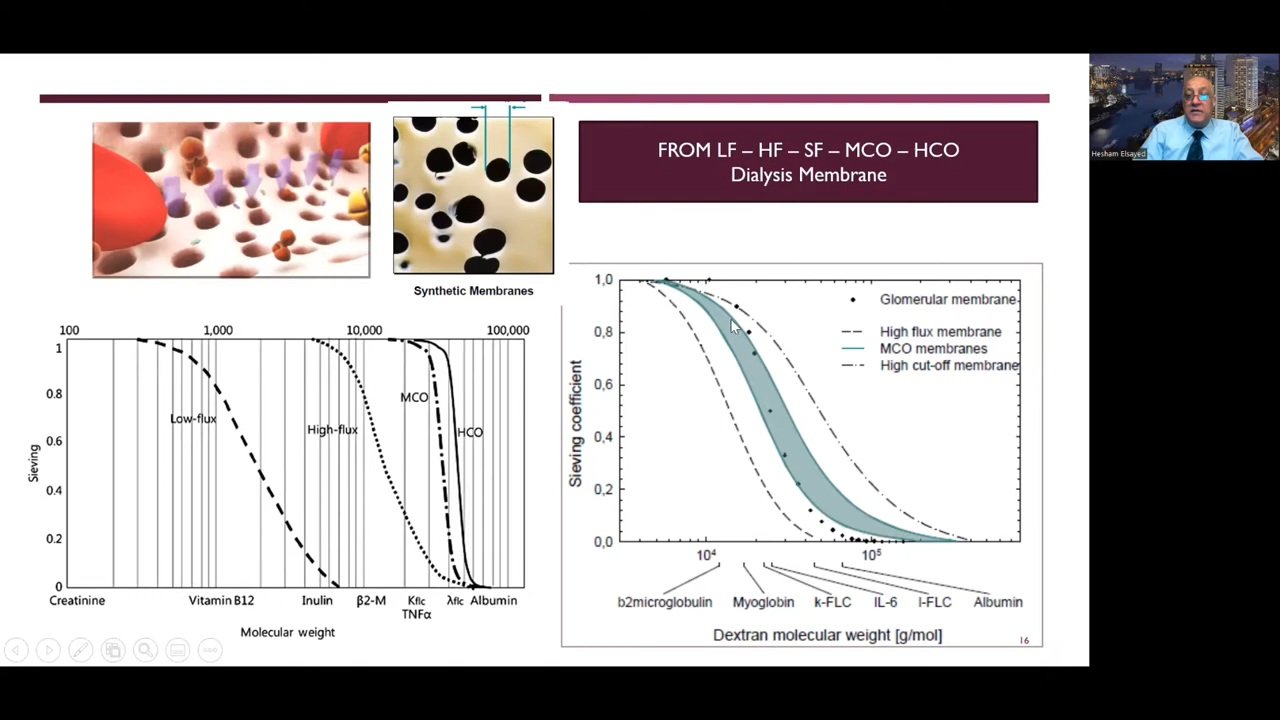 FROM LF – HF – SF – MCO – HCO
Dialysis Membrane
Hesham Elsayed
Synthetic Membranes
100 1,000 10,000 100,000
1
0.8
0.6
0.4
0.2
0
Sieving
Low-flux
High-flux
MCO
HCO
Creatinine Vitamin B12 Inulin β2-M Kflc λflc Albumin
TNFα
Molecular weight
1,0
0,8
0,6
0,4
0,2
0,0
Sieving coefficient
Glomerular membrane
High flux membrane
MCO membranes
High cut-off membrane
10⁴ 10⁵
b2microglobulin Myoglobin k-FLC IL-6 l-FLC Albumin
Dextran molecular weight [g/mol]
16